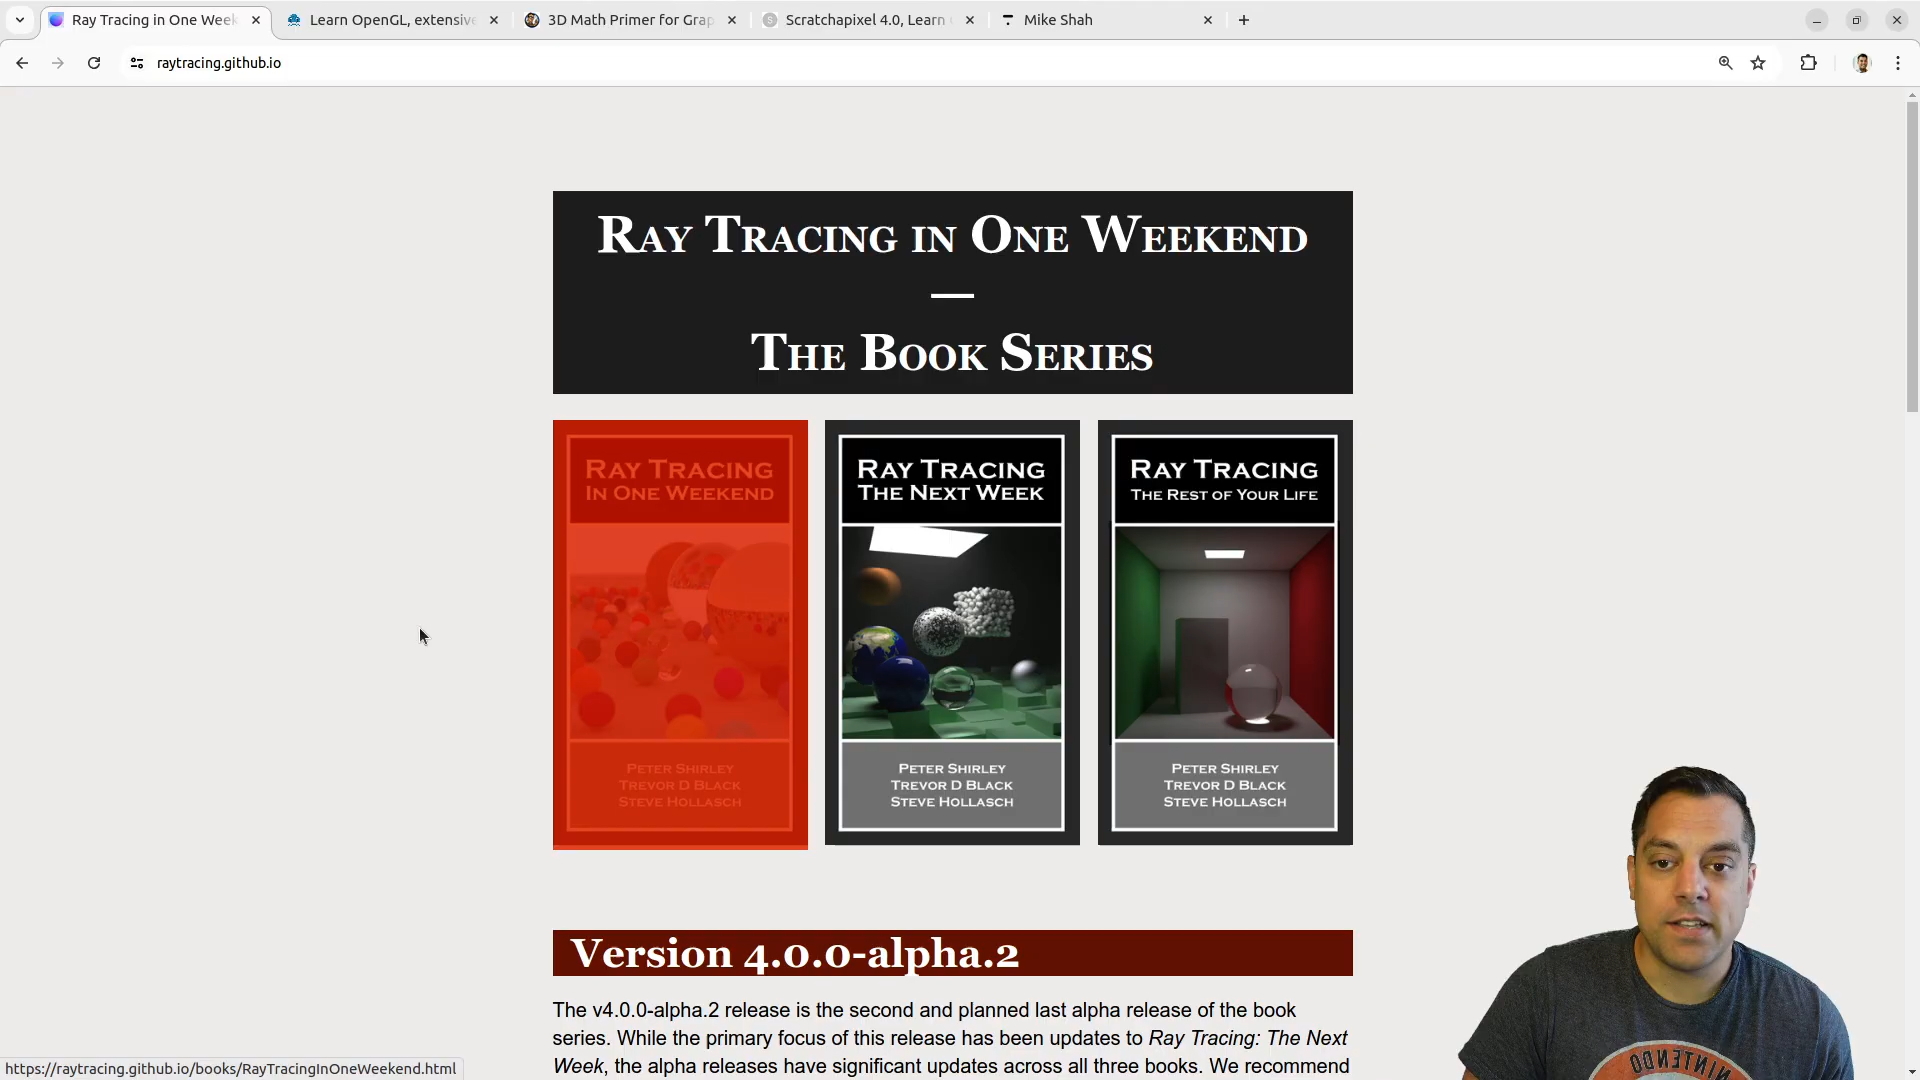 Ray Tracing in One Week
Learn OpenGL, extensive
3D Math Primer for Grap
Scratchapixel 4.0, Learn
Mike Shah
raytracing.github.io
RAY TRACING IN ONE WEEKEND
—
THE BOOK SERIES
RAY TRACING
IN ONE WEEKEND
PETER SHIRLEY
TREVOR D BLACK
STEVE HOLLASCH
RAY TRACING
THE NEXT WEEK
PETER SHIRLEY
TREVOR D BLACK
STEVE HOLLASCH
RAY TRACING
THE REST OF YOUR LIFE
PETER SHIRLEY
TREVOR D BLACK
STEVE HOLLASCH
Version 4.0.0-alpha.2
The v4.0.0-alpha.2 release is the second and planned last alpha release of the book
series. While the primary focus of this release has been updates to Ray Tracing: The Next
Week, the alpha releases have significant updates across all three books. We recommend
https://raytracing.github.io/books/RayTracingInOneWeekend.html
NINTENDO